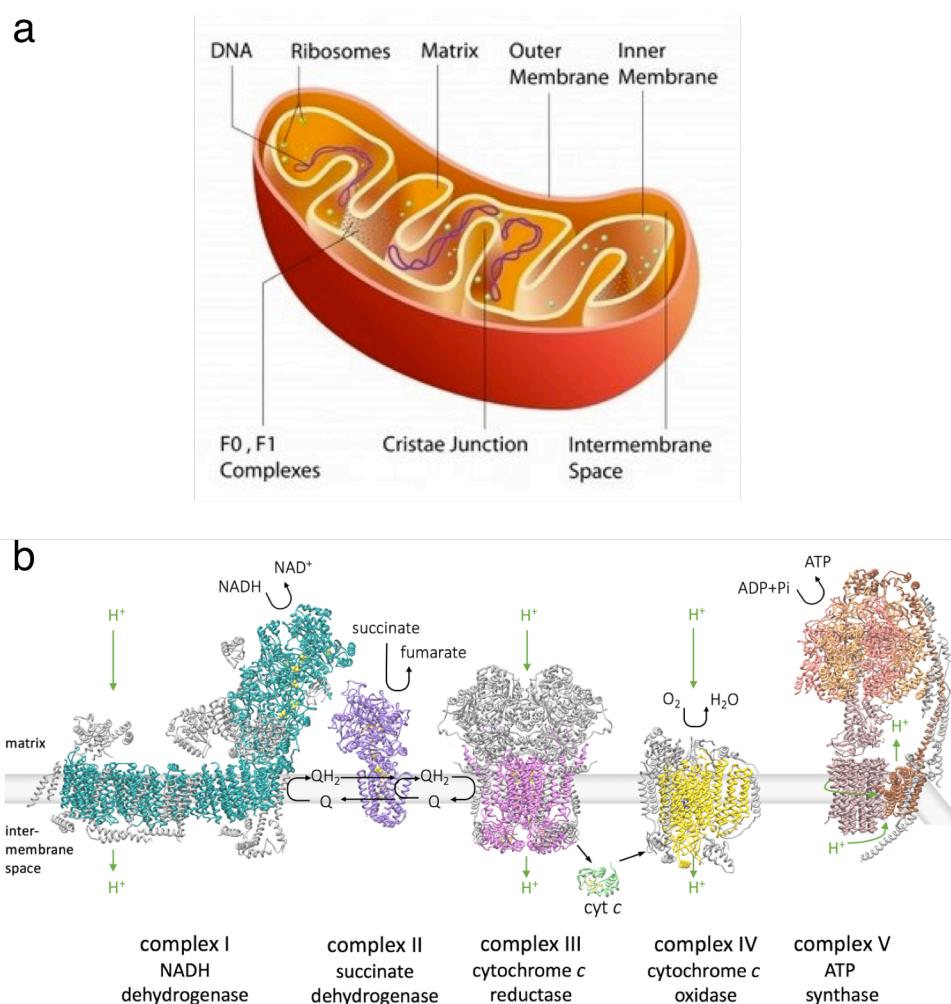 a
DNA
Ribosomes
Matrix
Outer
Membrane
Inner
Membrane
F0 , F1
Complexes
Cristae Junction
Intermembrane
Space
b
H⁺
NADH
NAD⁺
succinate
fumarate
H⁺
H⁺
O₂
H₂O
ADP+Pi
ATP
matrix
inter-
membrane
space
QH₂
QH₂
Q
Q
H⁺
H⁺
H⁺
H⁺
H⁺
cyt c
complex I
NADH
dehydrogenase
complex II
succinate
dehydrogenase
complex III
cytochrome c
reductase
complex IV
cytochrome c
oxidase
complex V
ATP
synthase